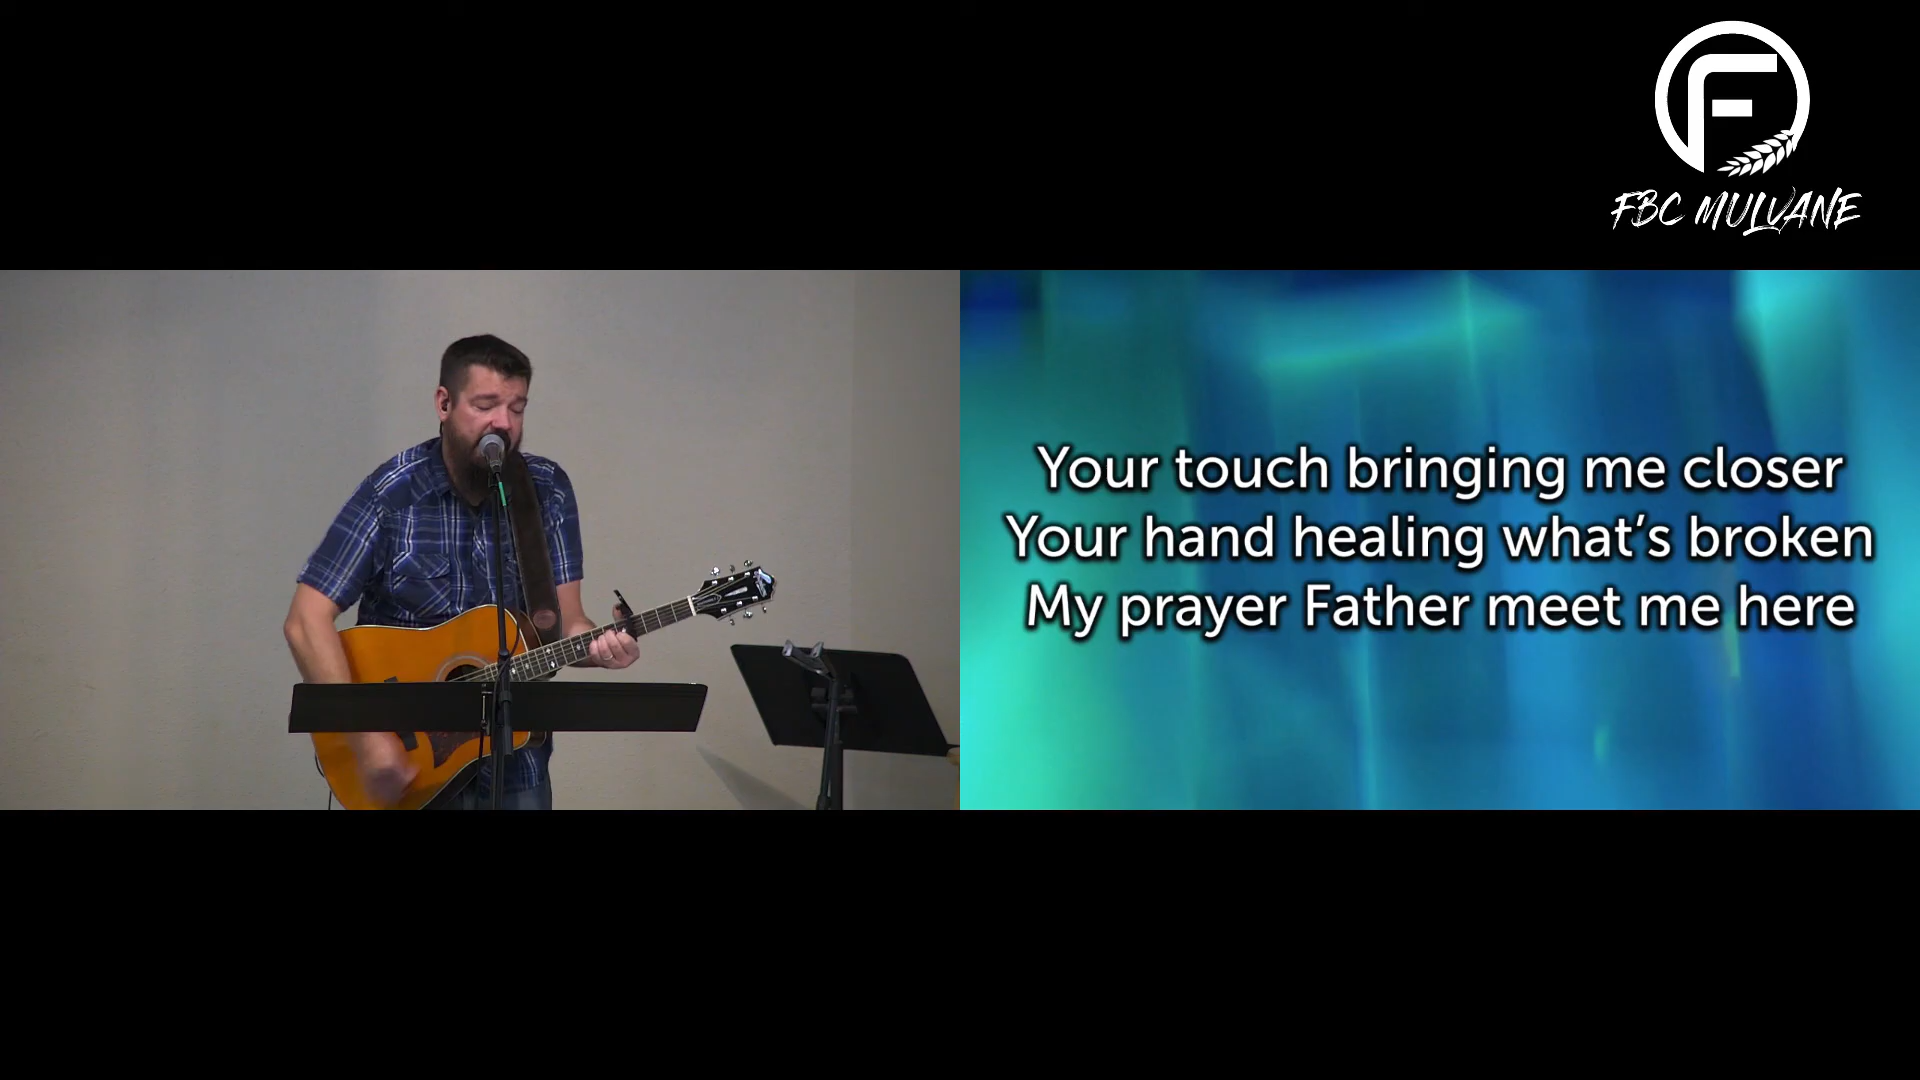 FBC MULVANE
Your touch bringing me closer
Your hand healing what's broken
My prayer Father meet me here